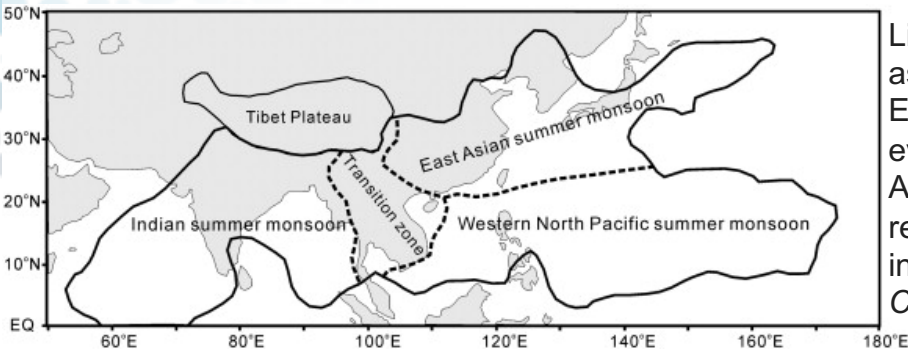 50°N
40°N
30°N
20°N
10°N
EQ
60°E
80°E
100°E
120°E
140°E
160°E
180°E
Tibet Plateau
East Asian summer monsoon
Transition zone
Indian summer monsoon
Western North Pacific summer monsoon